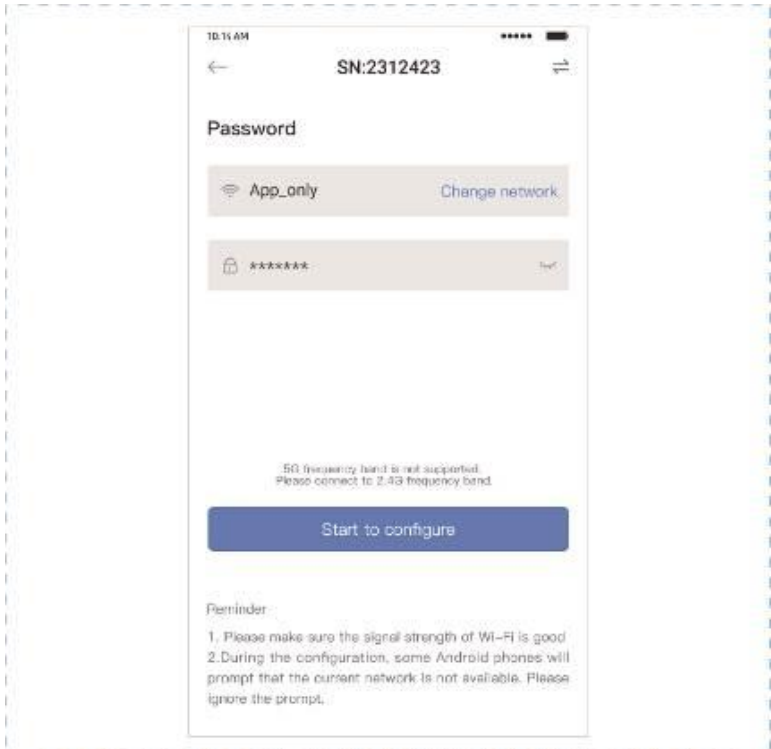 10:14 AM
SN:2312423
Password
App_only
Change network
*******
5G frequency band is not supported.
Please connect to 2.4G frequency band.
Start to configure
Reminder
1. Please make sure the signal strength of Wi-Fi is good
2.During the configuration, some Android phones will
prompt that the current network is not available. Please
ignore the prompt.